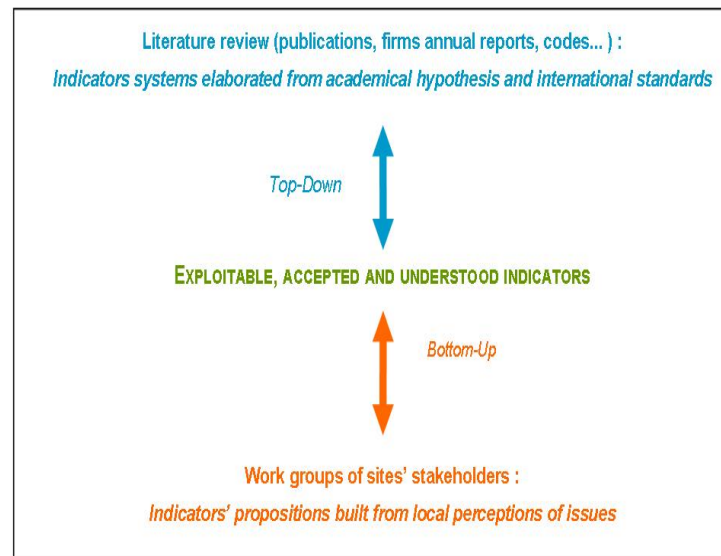 Literature review (publications, firms annual reports, codes... ) :
Indicators systems elaborated from academical hypothesis and international standards
Top-Down
EXPLOITABLE, ACCEPTED AND UNDERSTOOD INDICATORS
Bottom-Up
Work groups of sites' stakeholders :
Indicators' propositions built from local perceptions of issues